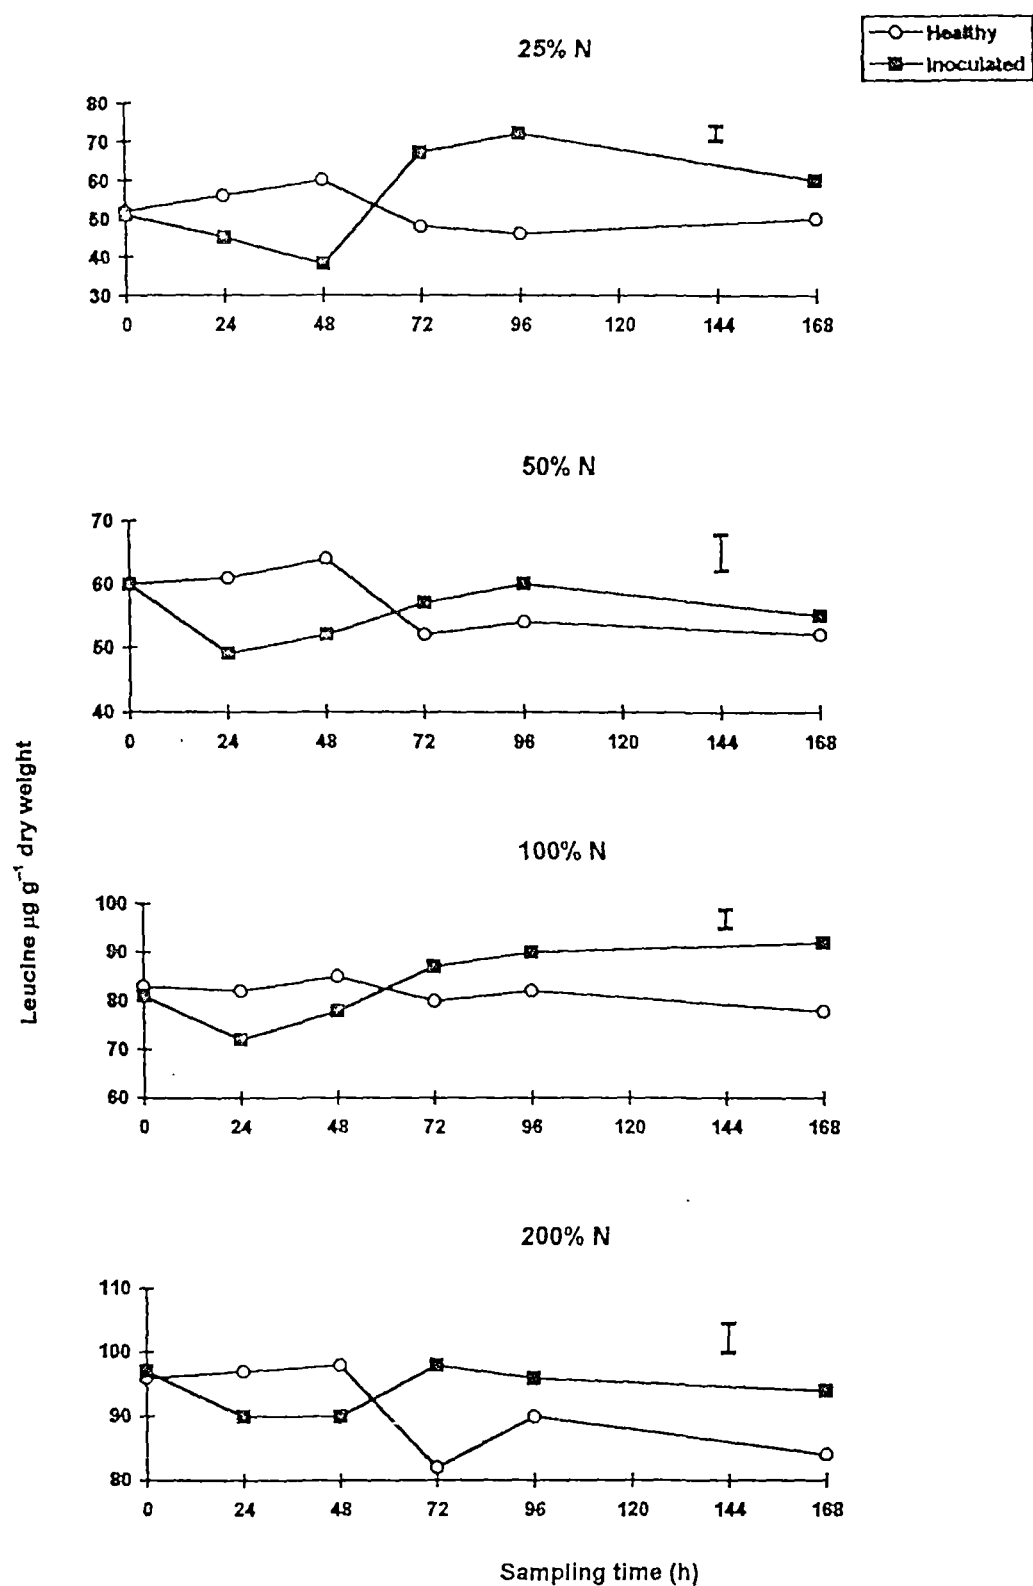 25% N
Healthy
Inoculated
80
70
60
50
40
30
0 24 48 72 96 120 144 168
50% N
70
60
50
40
0 24 48 72 96 120 144 168
Leucine µg g⁻¹ dry weight
100% N
100
90
80
70
60
0 24 48 72 96 120 144 168
200% N
110
100
90
80
0 24 48 72 96 120 144 168
Sampling time (h)